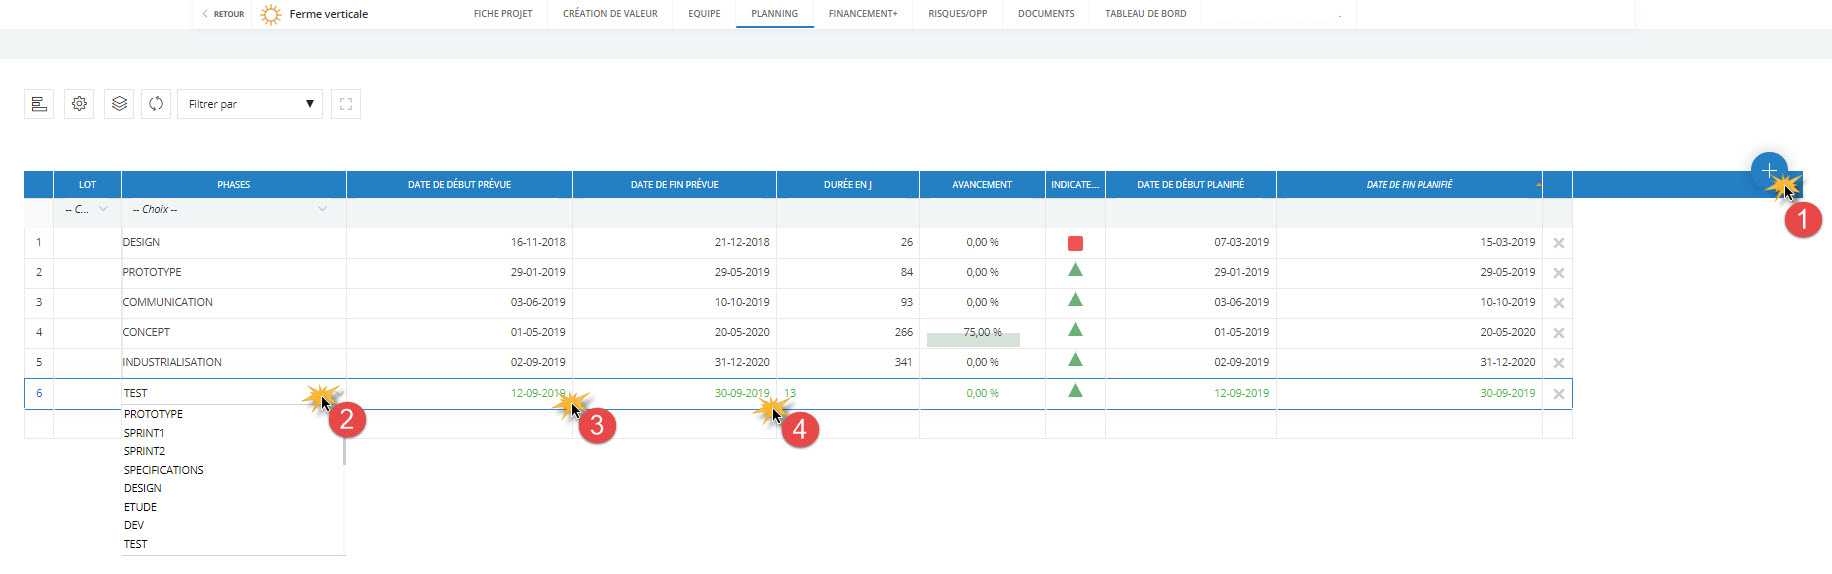 RETOUR Ferme verticale FICHE PROJET CRÉATION DE VALEUR EQUIPE PLANNING FINANCEMENT+ RISQUES/OPP DOCUMENTS TABLEAU DE BORD
Filtrer par
LOT PHASES DATE DE DÉBUT PRÉVUE DATE DE FIN PRÉVUE DURÉE EN J AVANCEMENT INDICATE... DATE DE DÉBUT PLANIFIÉ DATE DE FIN PLANIFIÉ
-- C... -- Choix -- 1
1 DESIGN 16-11-2018 21-12-2018 26 0,00 % 07-03-2019 15-03-2019
2 PROTOTYPE 29-01-2019 29-05-2019 84 0,00 % 29-01-2019 29-05-2019
3 COMMUNICATION 03-06-2019 10-10-2019 93 0,00 % 03-06-2019 10-10-2019
4 CONCEPT 01-05-2019 20-05-2020 266 75,00 % 01-05-2019 20-05-2020
5 INDUSTRIALISATION 02-09-2019 31-12-2020 341 0,00 % 02-09-2019 31-12-2020
6 TEST 12-09-2019 30-09-2019 13 0,00 % 12-09-2019 30-09-2019
2 3 4
PROTOTYPE
SPRINT1
SPRINT2
SPECIFICATIONS
DESIGN
ETUDE
DEV
TEST